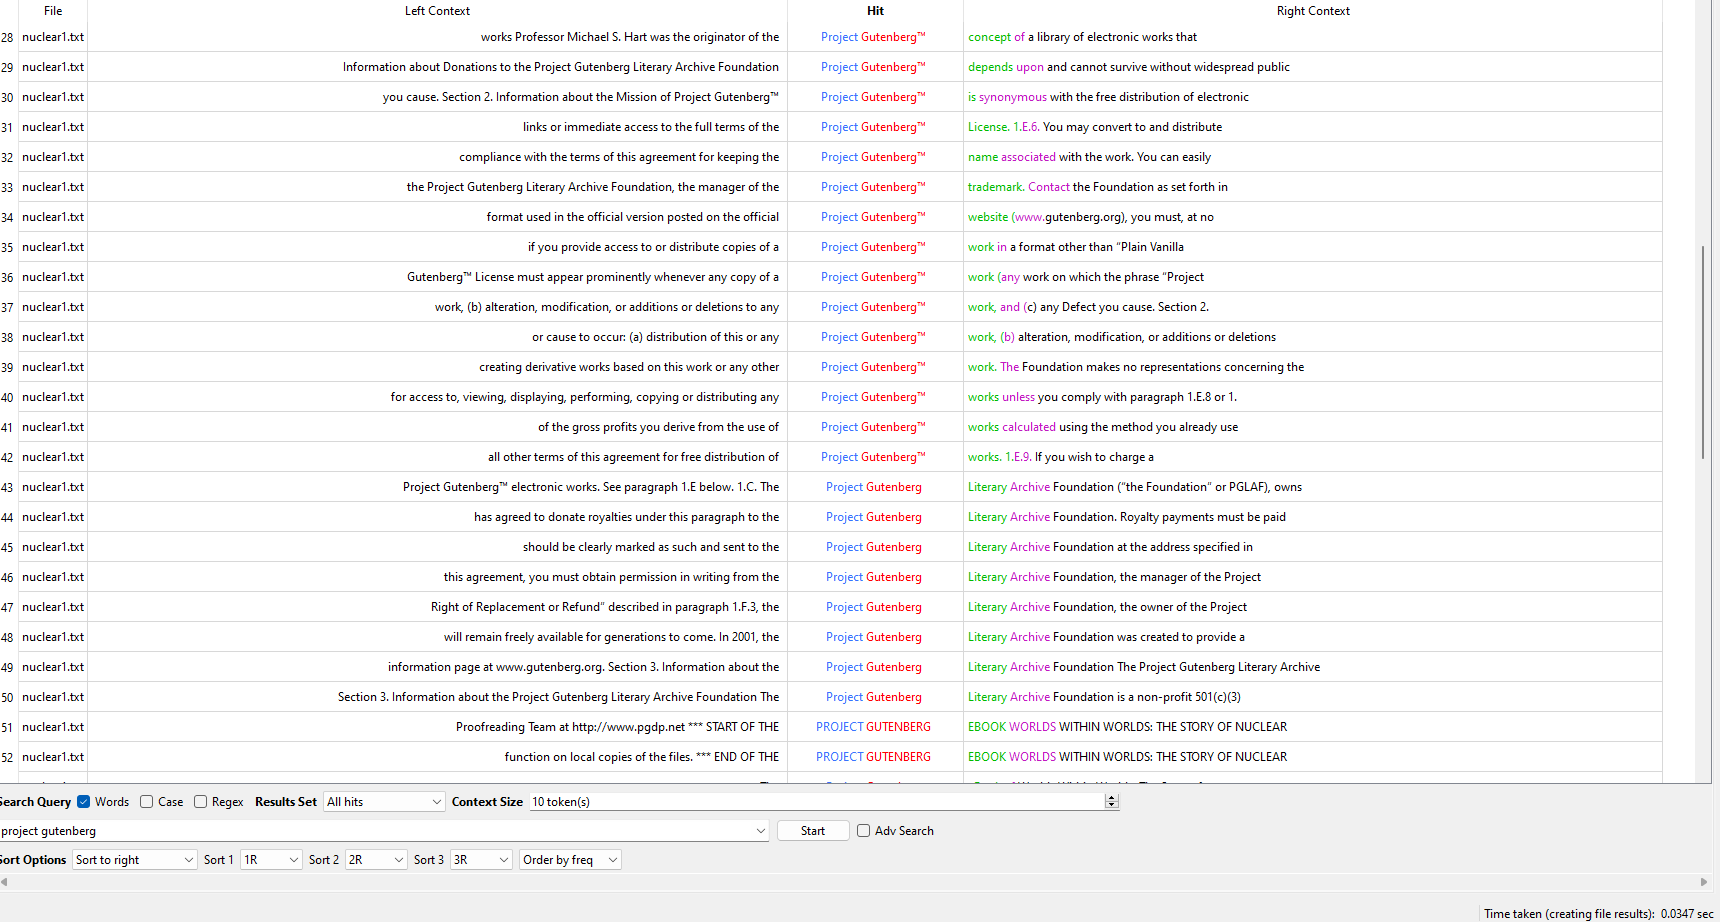 File Left Context Hit Right Context
28 nuclear1.txt works Professor Michael S. Hart was the originator of the Project Gutenberg™ concept of a library of electronic works that
29 nuclear1.txt Information about Donations to the Project Gutenberg Literary Archive Foundation Project Gutenberg™ depends upon and cannot survive without widespread public
30 nuclear1.txt you cause. Section 2. Information about the Mission of Project Gutenberg™ Project Gutenberg™ is synonymous with the free distribution of electronic
31 nuclear1.txt links or immediate access to the full terms of the Project Gutenberg™ License. 1.E.6. You may convert to and distribute
32 nuclear1.txt compliance with the terms of this agreement for keeping the Project Gutenberg™ name associated with the work. You can easily
33 nuclear1.txt the Project Gutenberg Literary Archive Foundation, the manager of the Project Gutenberg™ trademark. Contact the Foundation as set forth in
34 nuclear1.txt format used in the official version posted on the official Project Gutenberg™ website (www.gutenberg.org), you must, at no
35 nuclear1.txt if you provide access to or distribute copies of a Project Gutenberg™ work in a format other than “Plain Vanilla
36 nuclear1.txt Gutenberg™ License must appear prominently whenever any copy of a Project Gutenberg™ work (any work on which the phrase “Project
37 nuclear1.txt work, (b) alteration, modification, or additions or deletions to any Project Gutenberg™ work, and (c) any Defect you cause. Section 2.
38 nuclear1.txt or cause to occur: (a) distribution of this or any Project Gutenberg™ work, (b) alteration, modification, or additions or deletions
39 nuclear1.txt creating derivative works based on this work or any other Project Gutenberg™ work. The Foundation makes no representations concerning the
40 nuclear1.txt for access to, viewing, displaying, performing, copying or distributing any Project Gutenberg™ works unless you comply with paragraph 1.E.8 or 1.
41 nuclear1.txt of the gross profits you derive from the use of Project Gutenberg™ works calculated using the method you already use
42 nuclear1.txt all other terms of this agreement for free distribution of Project Gutenberg™ works. 1.E.9. If you wish to charge a
43 nuclear1.txt Project Gutenberg™ electronic works. See paragraph 1.E below. 1.C. The Project Gutenberg Literary Archive Foundation (“the Foundation” or PGLAF), owns
44 nuclear1.txt has agreed to donate royalties under this paragraph to the Project Gutenberg Literary Archive Foundation. Royalty payments must be paid
45 nuclear1.txt should be clearly marked as such and sent to the Project Gutenberg Literary Archive Foundation at the address specified in
46 nuclear1.txt this agreement, you must obtain permission in writing from the Project Gutenberg Literary Archive Foundation, the manager of the Project
47 nuclear1.txt Right of Replacement or Refund” described in paragraph 1.F.3, the Project Gutenberg Literary Archive Foundation, the owner of the Project
48 nuclear1.txt will remain freely available for generations to come. In 2001, the Project Gutenberg Literary Archive Foundation was created to provide a
49 nuclear1.txt information page at www.gutenberg.org. Section 3. Information about the Project Gutenberg Literary Archive Foundation The Project Gutenberg Literary Archive
50 nuclear1.txt Section 3. Information about the Project Gutenberg Literary Archive Foundation The Project Gutenberg Literary Archive Foundation is a non-profit 501(c)(3)
51 nuclear1.txt Proofreading Team at http://www.pgdp.net *** START OF THE PROJECT GUTENBERG EBOOK WORLDS WITHIN WORLDS: THE STORY OF NUCLEAR
52 nuclear1.txt function on local copies of the files. *** END OF THE PROJECT GUTENBERG EBOOK WORLDS WITHIN WORLDS: THE STORY OF NUCLEAR
Search Query Words Case Regex Results Set All hits Context Size 10 token(s)
project gutenberg Start Adv Search
Sort Options Sort to right Sort 1 1R Sort 2 2R Sort 3 3R Order by freq
Time taken (creating file results): 0.0347 sec